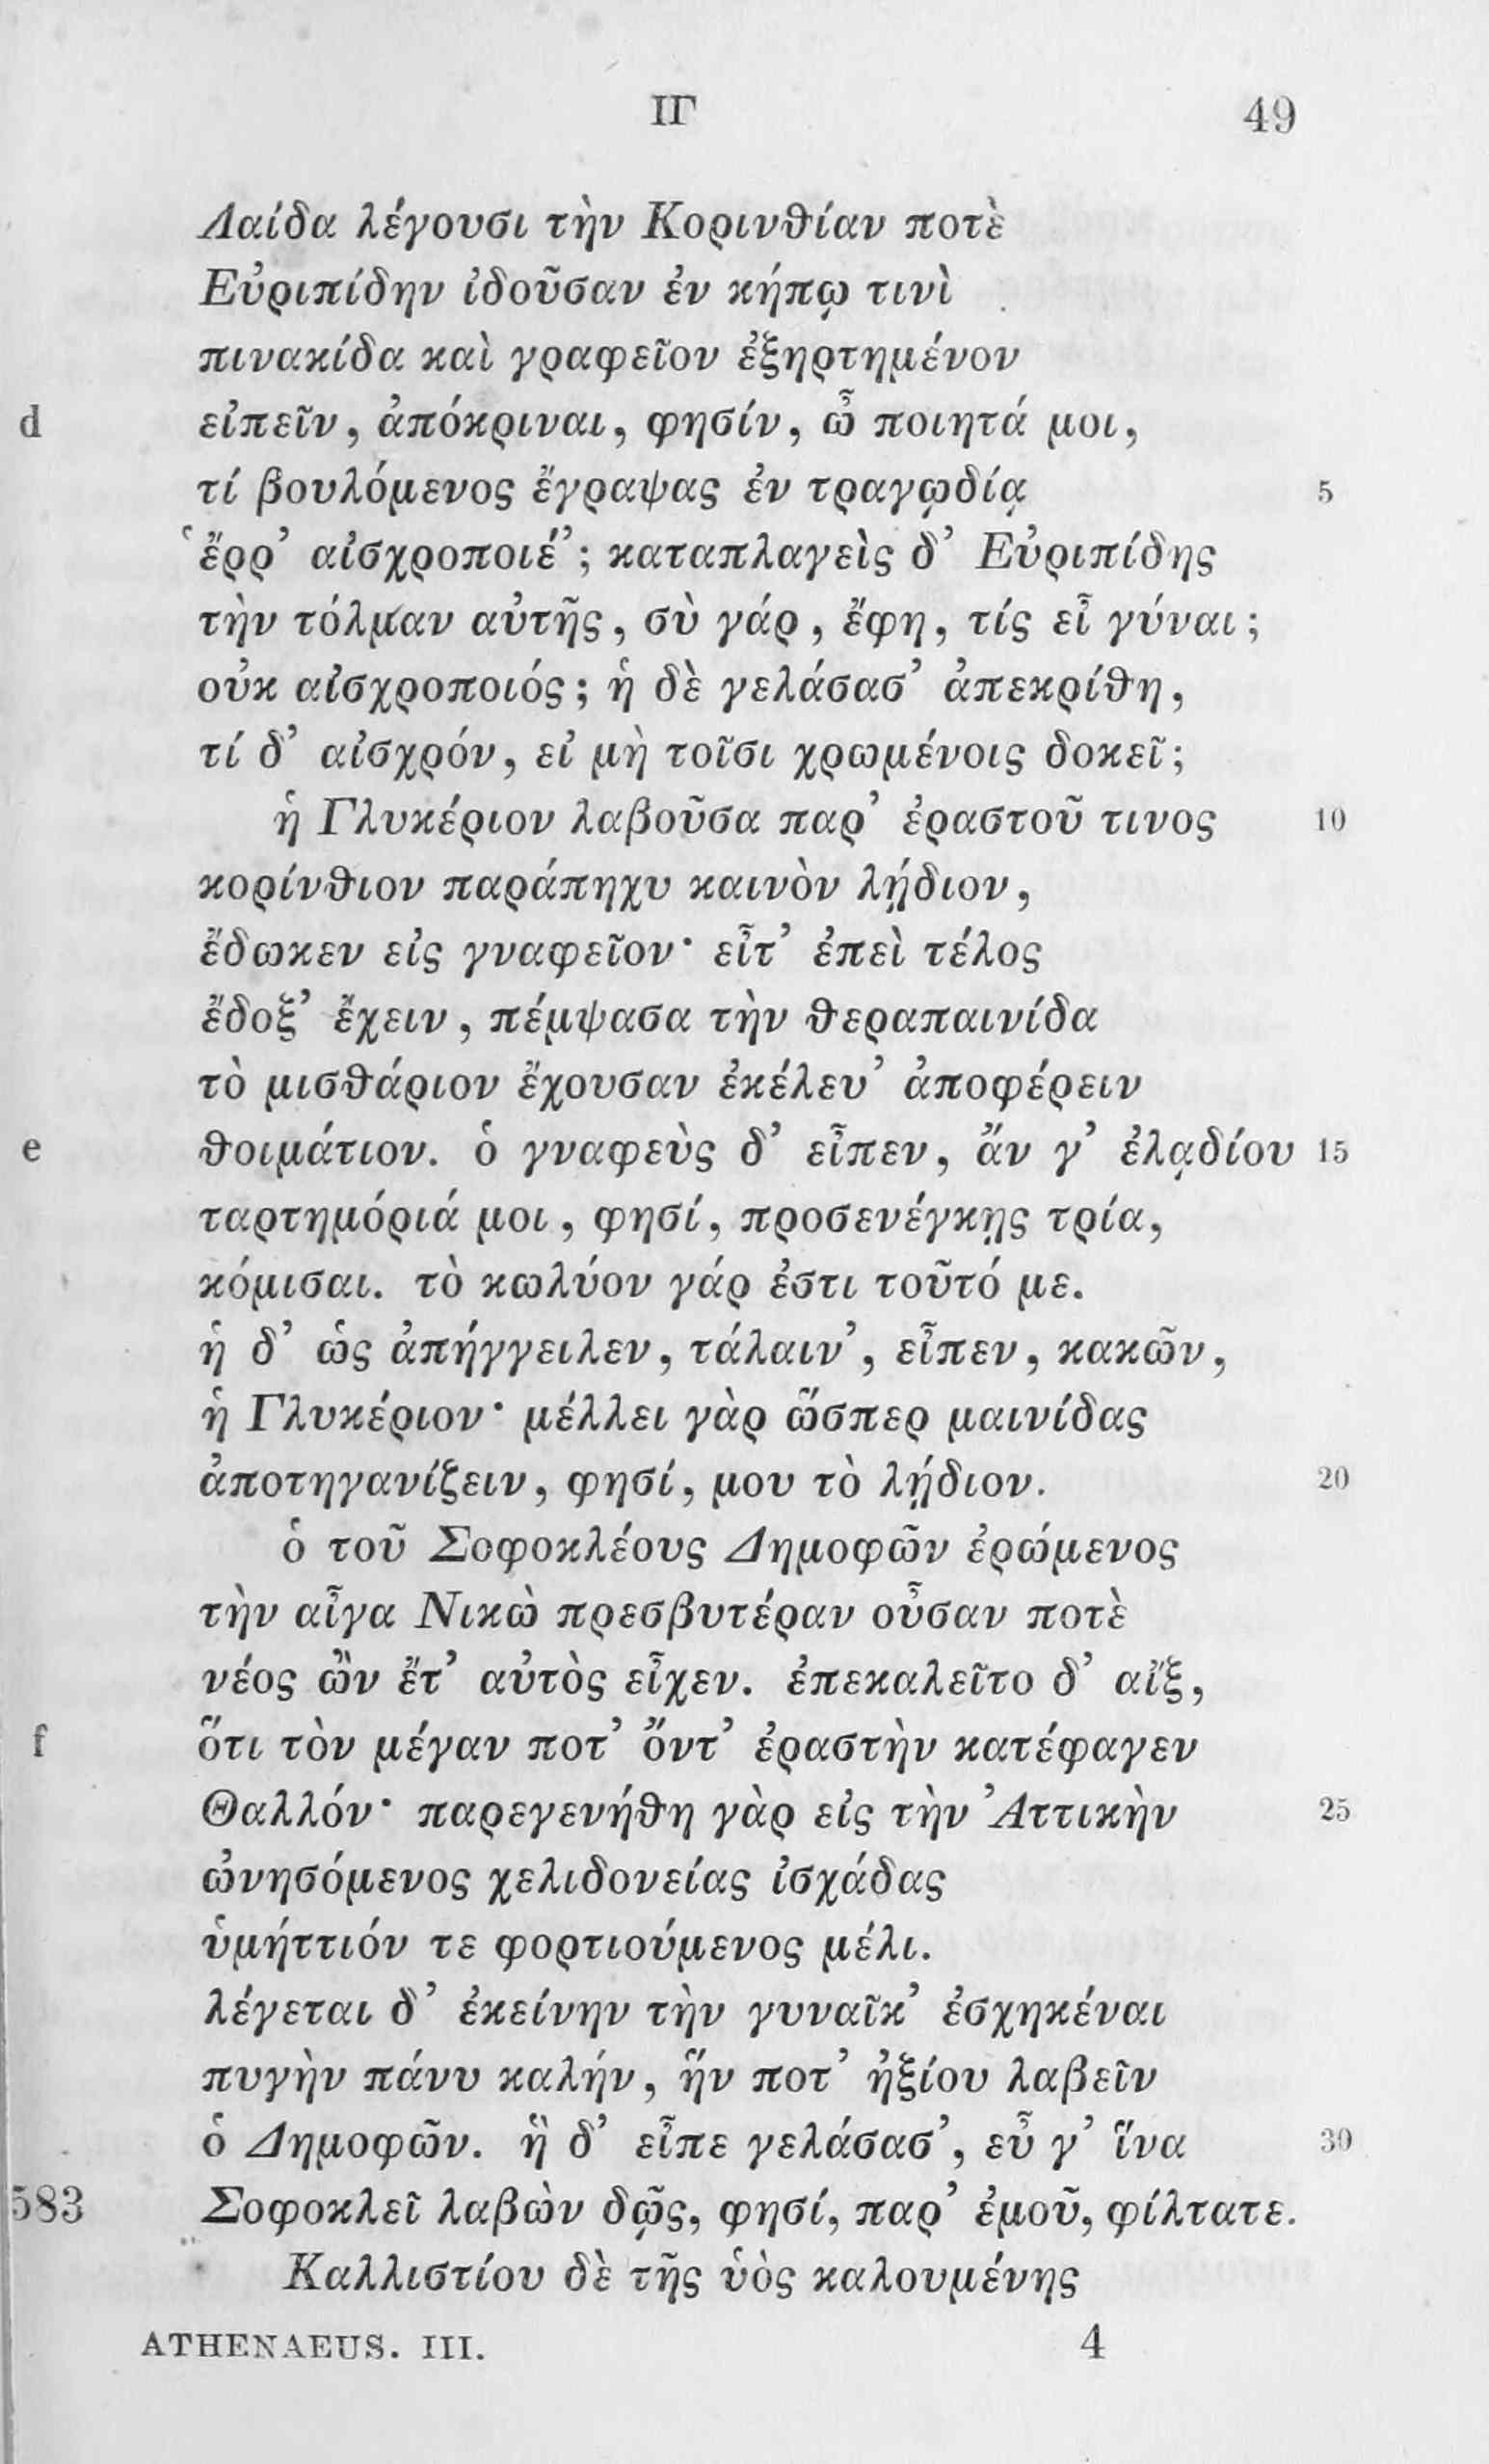 ΙΓ 49
Λαίδα λέγουσι τὴν Κορινθίαν ποτὲ
Εὐριπίδην ἰδοῦσαν ἐν κήπῳ τινὶ
πινακίδα καὶ γραφεῖον ἐξηρτημένον
d εἰπεῖν, ἀπόκριναι, φησίν, ὦ ποιητά μοι,
τί βουλόμενος ἔγραψας ἐν τραγῳδίᾳ 5
‘ἔρρ’ αἰσχροποιέ’; καταπλαγεὶς δ’ Εὐριπίδης
τὴν τόλμαν αὐτῆς, σὺ γάρ, ἔφη, τίς εἶ γύναι;
οὐκ αἰσχροποιός; ἡ δὲ γελάσασ’ ἀπεκρίθη,
τί δ’ αἰσχρόν, εἰ μὴ τοῖσι χρωμένοις δοκεῖ;
ἡ Γλυκέριον λαβοῦσα παρ’ ἐραστοῦ τινος 10
κορίνθιον παράπηχυ καινὸν λῄδιον,
ἔδωκεν εἰς γναφεῖον· εἶτ’ ἐπεὶ τέλος
ἔδοξ’ ἔχειν, πέμψασα τὴν θεραπαινίδα
τὸ μισθάριον ἔχουσαν ἐκέλευ’ ἀποφέρειν
e θοιμάτιον. ὁ γναφεὺς δ’ εἶπεν, ἄν γ’ ἐλᾳδίου 15
ταρτημόριά μοι, φησί, προσενέγκῃς τρία,
κόμισαι. τὸ κωλύον γάρ ἐστι τοῦτό με.
ἡ δ’ ὡς ἀπήγγειλεν, τάλαιν’, εἶπεν, κακῶν,
ἡ Γλυκέριον· μέλλει γὰρ ὥσπερ μαινίδας
ἀποτηγανίζειν, φησί, μου τὸ λῄδιον. 20
ὁ τοῦ Σοφοκλέους Δημοφῶν ἐρώμενος
τὴν αἶγα Νικὼ πρεσβυτέραν οὖσαν ποτὲ
νέος ὢν ἔτ’ αὐτὸς εἶχεν. ἐπεκαλεῖτο δ’ αἴξ,
f ὅτι τὸν μέγαν ποτ’ ὄντ’ ἐραστὴν κατέφαγεν
Θαλλόν· παρεγενήθη γὰρ εἰς τὴν Ἀττικὴν 25
ὠνησόμενος χελιδονείας ἰσχάδας
ὑμήττιόν τε φορτιούμενος μέλι.
λέγεται δ’ ἐκείνην τὴν γυναῖκ’ ἐσχηκέναι
πυγὴν πάνυ καλήν, ἥν ποτ’ ἠξίου λαβεῖν
ὁ Δημοφῶν. ἣ δ’ εἶπε γελάσασ’, εὖ γ’ ἵνα 30
583 Σοφοκλεῖ λαβὼν δῷς, φησί, παρ’ ἐμοῦ, φίλτατε.
Καλλιστίου δὲ τῆς ὑὸς καλουμένης
ATHENAEUS. III. 4